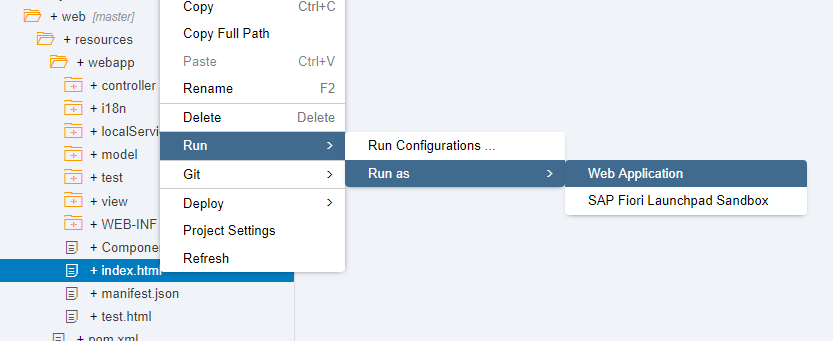 + web [master]
+ resources
+ webapp
+ controller
+ i18n
+ localServi
+ model
+ test
+ view
+ WEB-INF
+ Compone
+ index.html
+ manifest.json
+ test.html
+ pom.xml
Copy Ctrl+C
Copy Full Path
Paste Ctrl+V
Rename F2
Delete Delete
Run >
Git >
Deploy >
Project Settings
Refresh
Run Configurations ...
Run as >
Web Application
SAP Fiori Launchpad Sandbox